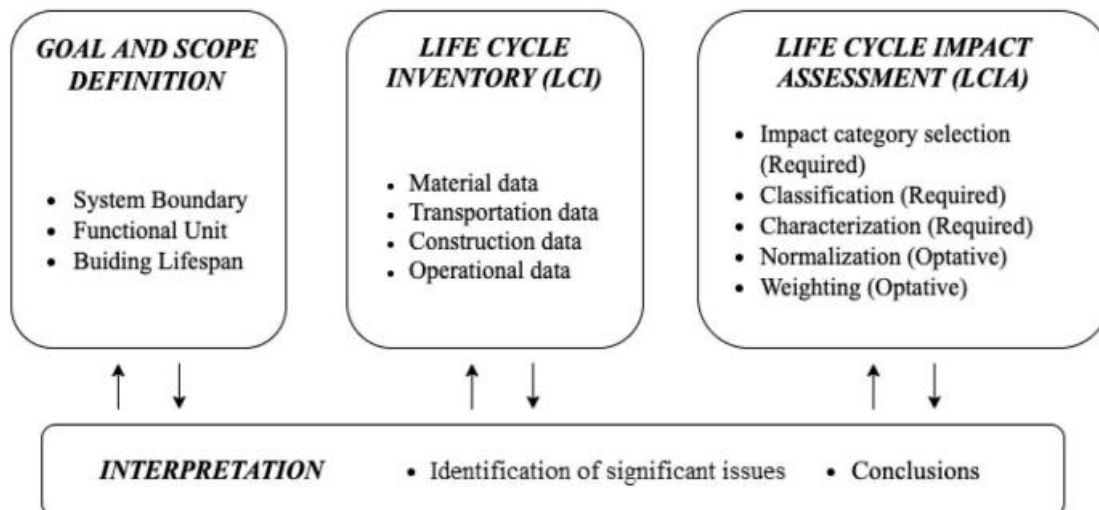 GOAL AND SCOPE
DEFINITION
• System Boundary
• Functional Unit
• Buiding Lifespan
LIFE CYCLE
INVENTORY (LCI)
• Material data
• Transportation data
• Construction data
• Operational data
LIFE CYCLE IMPACT
ASSESSMENT (LCIA)
• Impact category selection
(Required)
• Classification (Required)
• Characterization (Required)
• Normalization (Optative)
• Weighting (Optative)
INTERPRETATION • Identification of significant issues • Conclusions